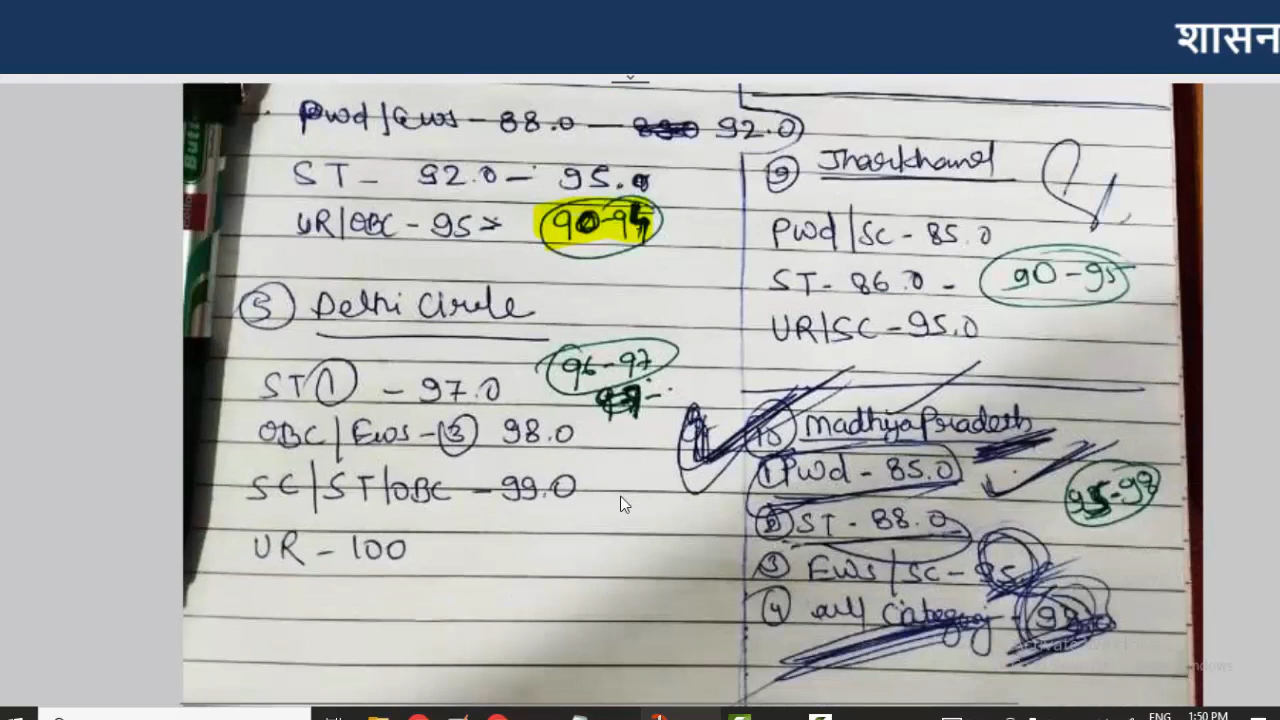 शासन
Pwd/Ews - 88.0 - 92.0
ST - 92.0 - 95.0
UR/OBC - 95 90-95
5 Delhi Circle
96-97
ST 1 - 97.0
OBC/Ews - 3 98.0
SC/ST/OBC - 99.0
UR - 100
9 Jharkhand
Pwd/SC - 85.0
ST - 86.0 - 90-95
UR/SC - 95.0
10 Madhya Pradesh
1 Pwd - 85.0
95-98
2 ST - 88.0
3 Ews/SC - 95
4 all Categoy - 98
ENG 1:50 PM